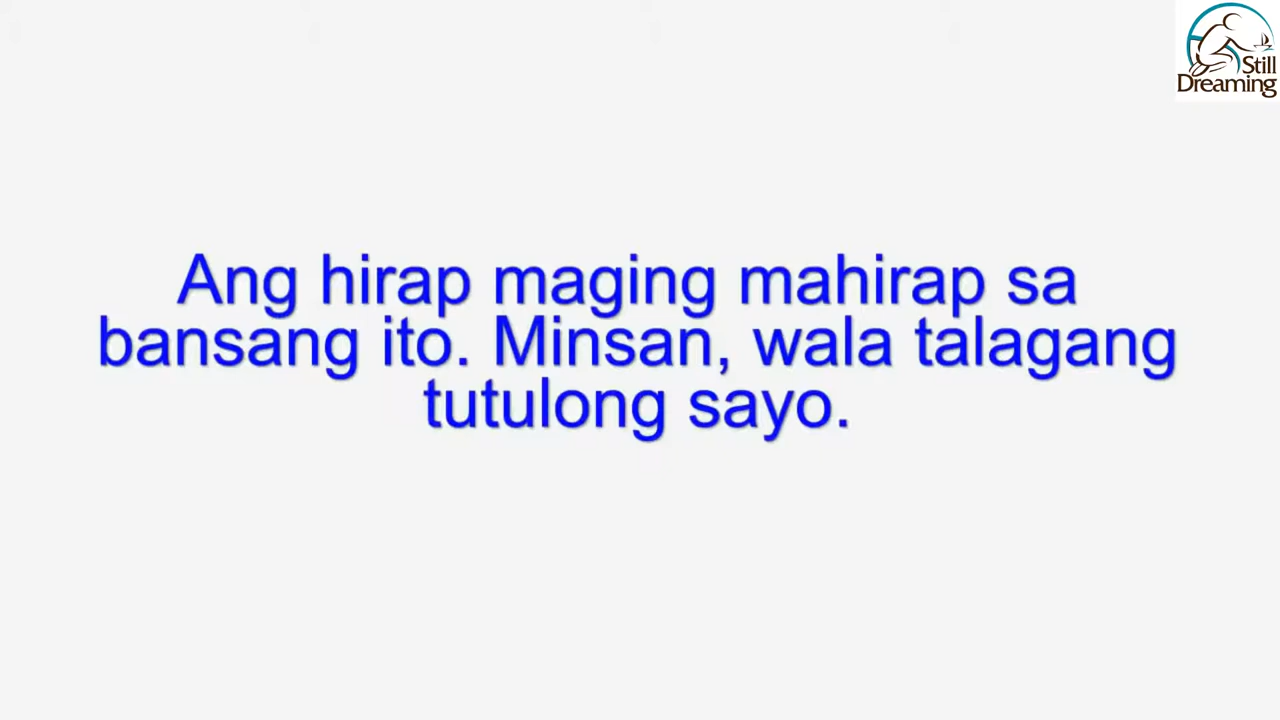 Still
Dreaming
Ang hirap maging mahirap sa
bansang ito. Minsan, wala talagang
tutulong sayo.